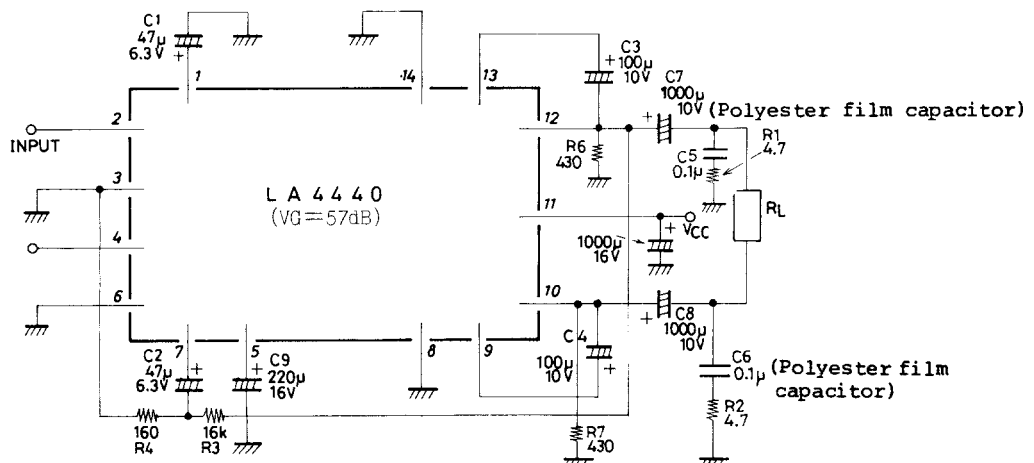 C1
47μ
6.3V
+
1
14
13
+ C3
100μ
10V
C7
1000μ
10V
(Polyester film capacitor)
+
2
INPUT
12
R6
430
C5
0.1μ
R1
4.7
3
LA4440
(VG=57dB)
11
RL
+
VCC
1000μ
16V
4
6
10
+
C8
1000μ
10V
C4
100μ
10V
+
7
5
8
9
C2
47μ
6.3V
+
+ C9
220μ
16V
C6
0.1μ
(Polyester film
capacitor)
R2
4.7
160
R4
16k
R3
R7
430